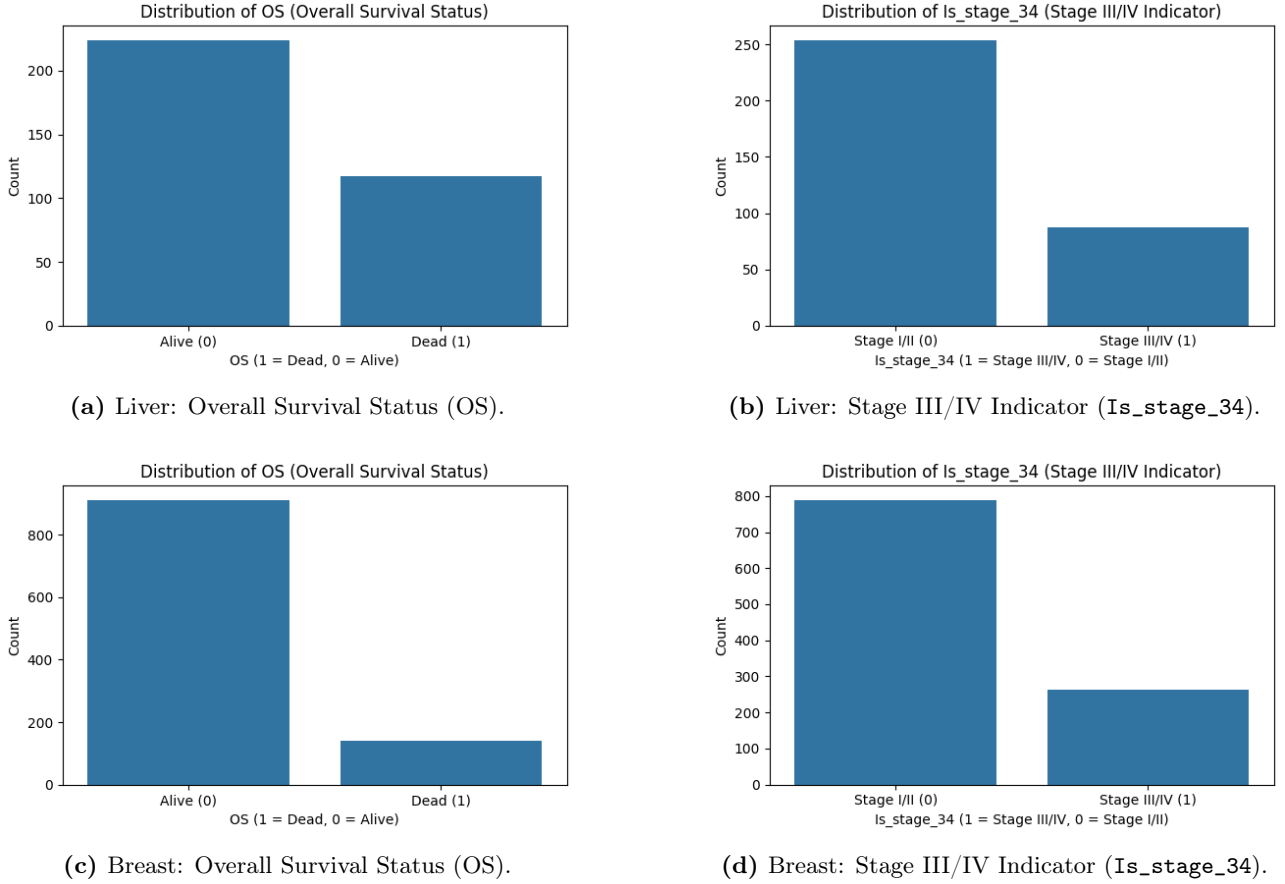 Distribution of OS (Overall Survival Status)
200
150
100
50
0
Count
Alive (0)
Dead (1)
OS (1 = Dead, 0 = Alive)
(a) Liver: Overall Survival Status (OS).
Distribution of Is_stage_34 (Stage III/IV Indicator)
250
200
150
100
50
0
Count
Stage I/II (0)
Stage III/IV (1)
Is_stage_34 (1 = Stage III/IV, 0 = Stage I/II)
(b) Liver: Stage III/IV Indicator (Is_stage_34).
Distribution of OS (Overall Survival Status)
800
600
400
200
0
Count
Alive (0)
Dead (1)
OS (1 = Dead, 0 = Alive)
(c) Breast: Overall Survival Status (OS).
Distribution of Is_stage_34 (Stage III/IV Indicator)
800
700
600
500
400
300
200
100
0
Count
Stage I/II (0)
Stage III/IV (1)
Is_stage_34 (1 = Stage III/IV, 0 = Stage I/II)
(d) Breast: Stage III/IV Indicator (Is_stage_34).